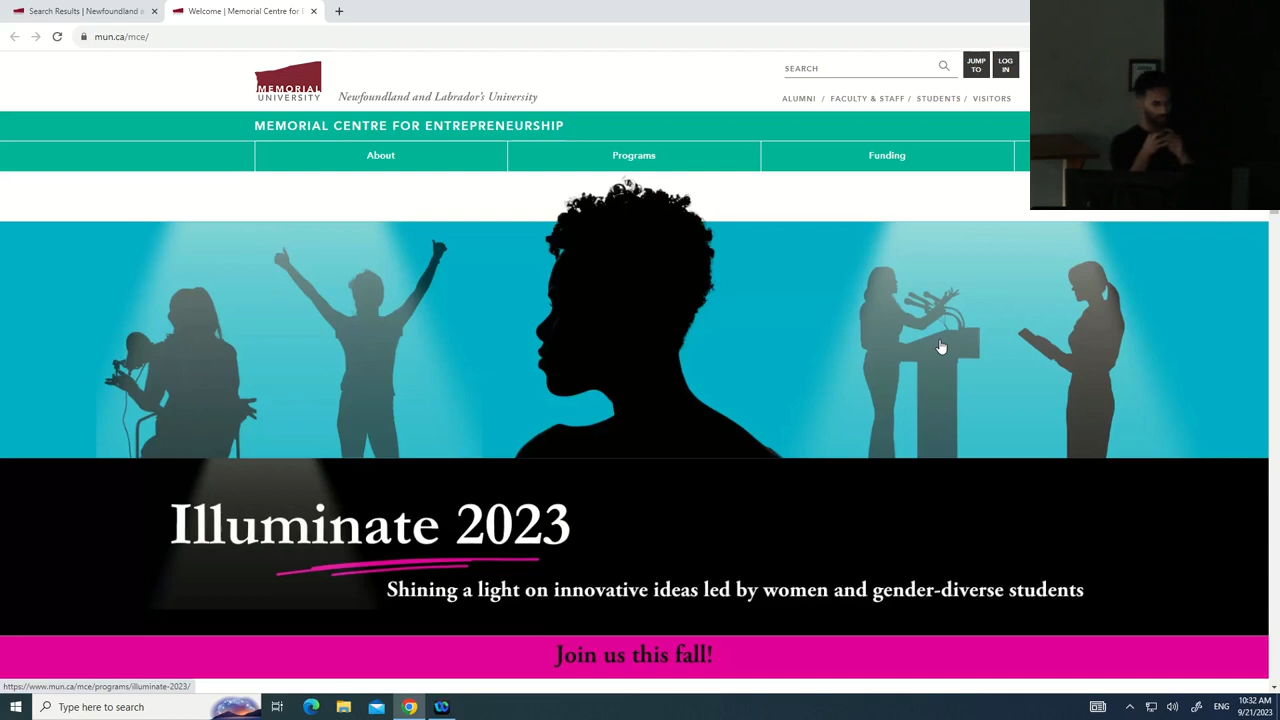 Search Results | Newfoundland a
Welcome | Memorial Centre for E
mun.ca/mce/
MEMORIAL
UNIVERSITY
Newfoundland and Labrador's University
SEARCH
JUMP
TO
LOG
IN
ALUMNI / FACULTY & STAFF / STUDENTS / VISITORS
MEMORIAL CENTRE FOR ENTREPRENEURSHIP
About
Programs
Funding
Illuminate 2023
Shining a light on innovative ideas led by women and gender-diverse students
Join us this fall!
https://www.mun.ca/mce/programs/illuminate-2023/
Type here to search
ENG
10:32 AM
9/21/2023